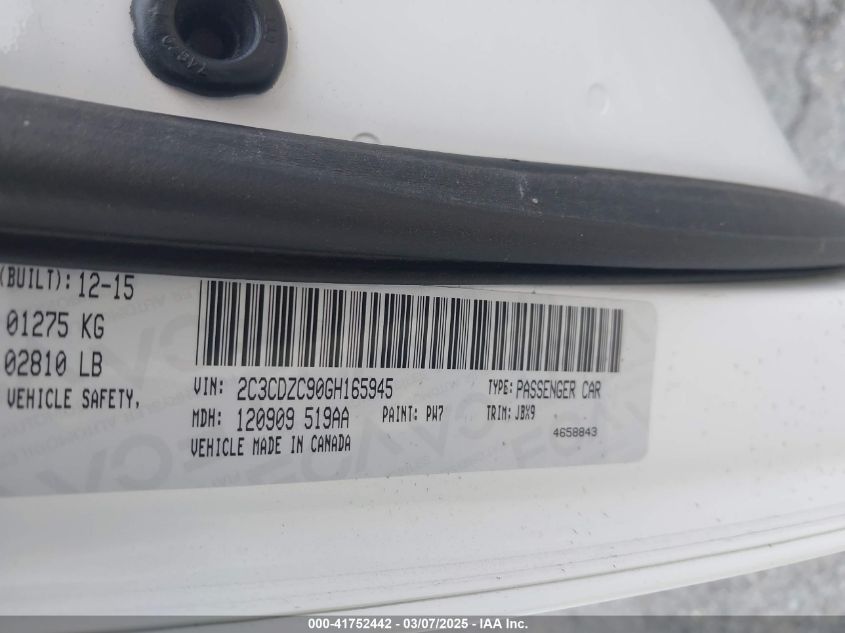 (BUILT): 12-15
01275 KG
02810 LB
VEHICLE SAFETY,
VIN: 2C3CDZC90GH165945 TYPE: PASSENGER CAR
MDH: 120909 519AA PAINT: PW7 TRIM: JBX9
VEHICLE MADE IN CANADA
4658843
000-41752442 - 03/07/2025 - IAA Inc.